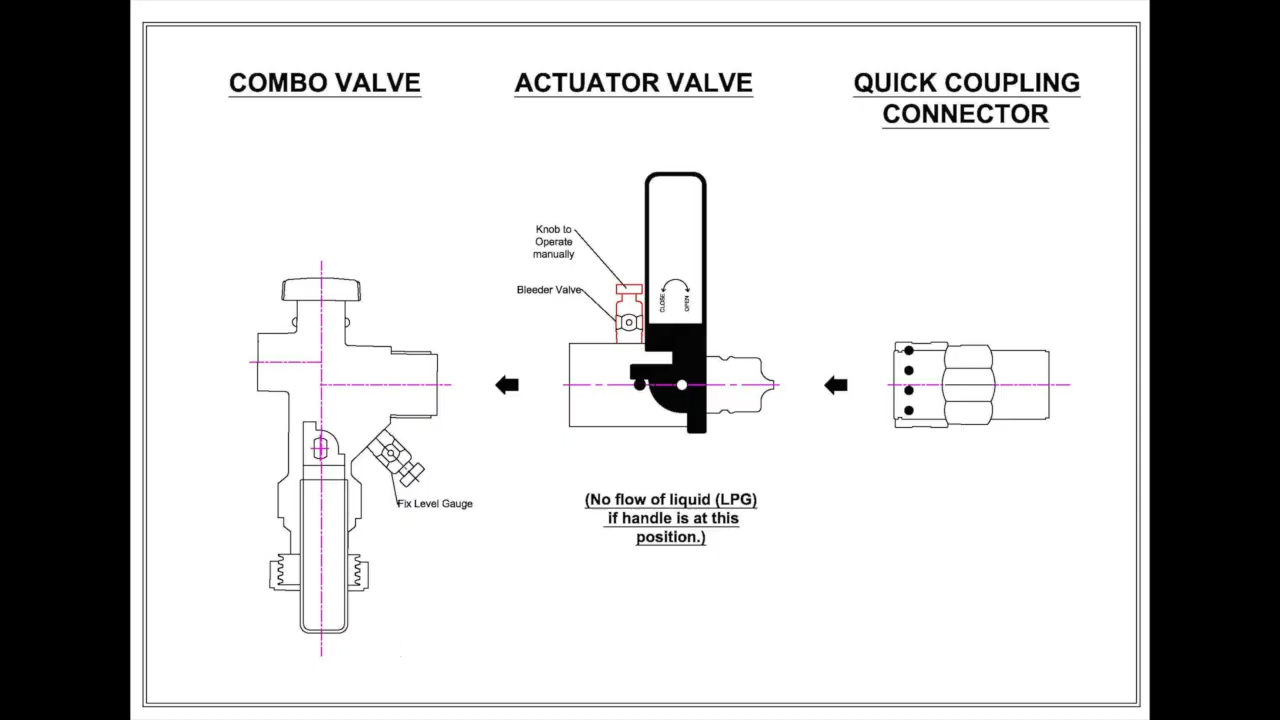 COMBO VALVE
ACTUATOR VALVE
QUICK COUPLING
CONNECTOR
Knob to
Operate
manually
Bleeder Valve
CLOSE
OPEN
Fix Level Gauge
(No flow of liquid (LPG)
if handle is at this
position.)